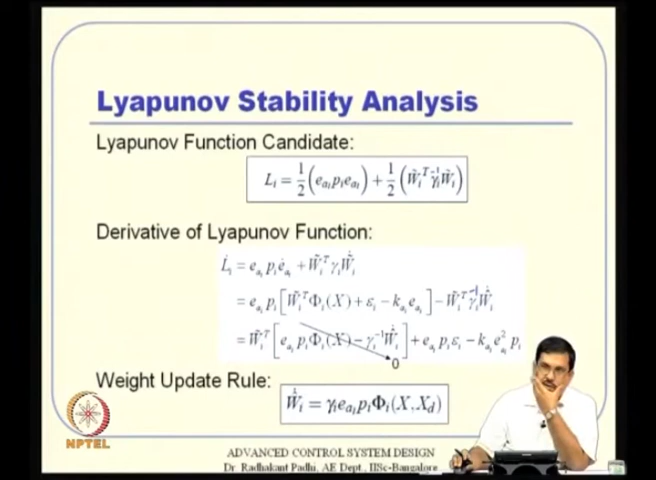 Lyapunov Stability Analysis
Lyapunov Function Candidate:
L_i = 1/2 (e_{a_i} p_i e_{a_i}) + 1/2 (W̃_i^T γ_i^{-1} W̃_i)
Derivative of Lyapunov Function:
L̇_i = e_{a_i} p_i ė_{a_i} + W̃_i^T γ_i W̃̇_i
= e_{a_i} p_i [W̃_i^T Φ_i(X) + ε_i − k_{a_i} e_{a_i}] − W̃_i^T γ_i^{-1} Ŵ̇_i
= W̃_i^T [e_{a_i} p_i Φ_i(X) − γ_i^{-1} Ŵ̇_i] + e_{a_i} p_i ε_i − k_{a_i} e_{a_i}^2 p_i
0
Weight Update Rule:
Ŵ̇_i = γ_i e_{a_i} p_i Φ_i(X, X_d)
NPTEL
ADVANCED CONTROL SYSTEM DESIGN
Dr. Radhakant Padhi, AE Dept., IISc-Bangalore